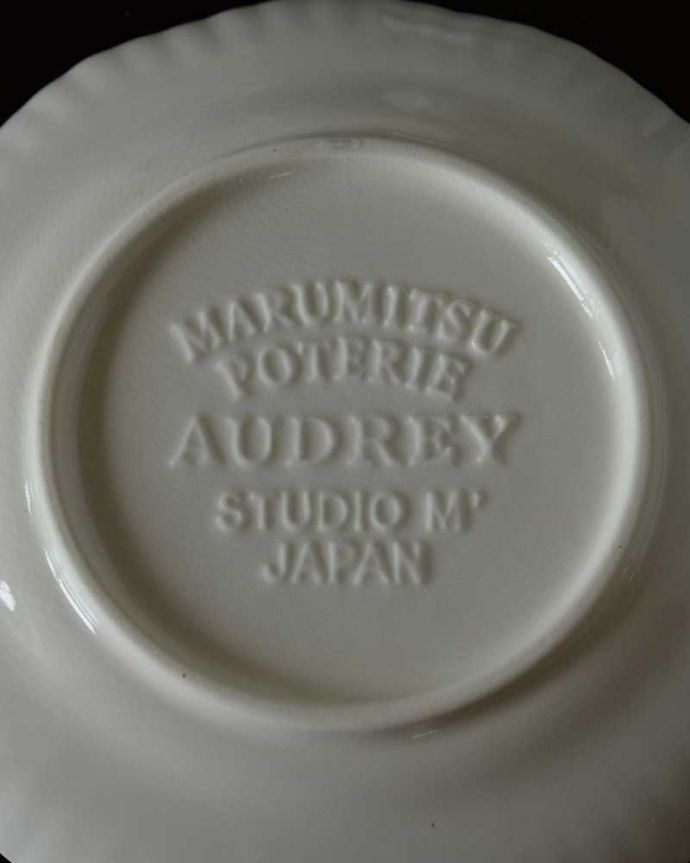 MARUMITSU
POTERIE
AUDREY
STUDIO M'
JAPAN